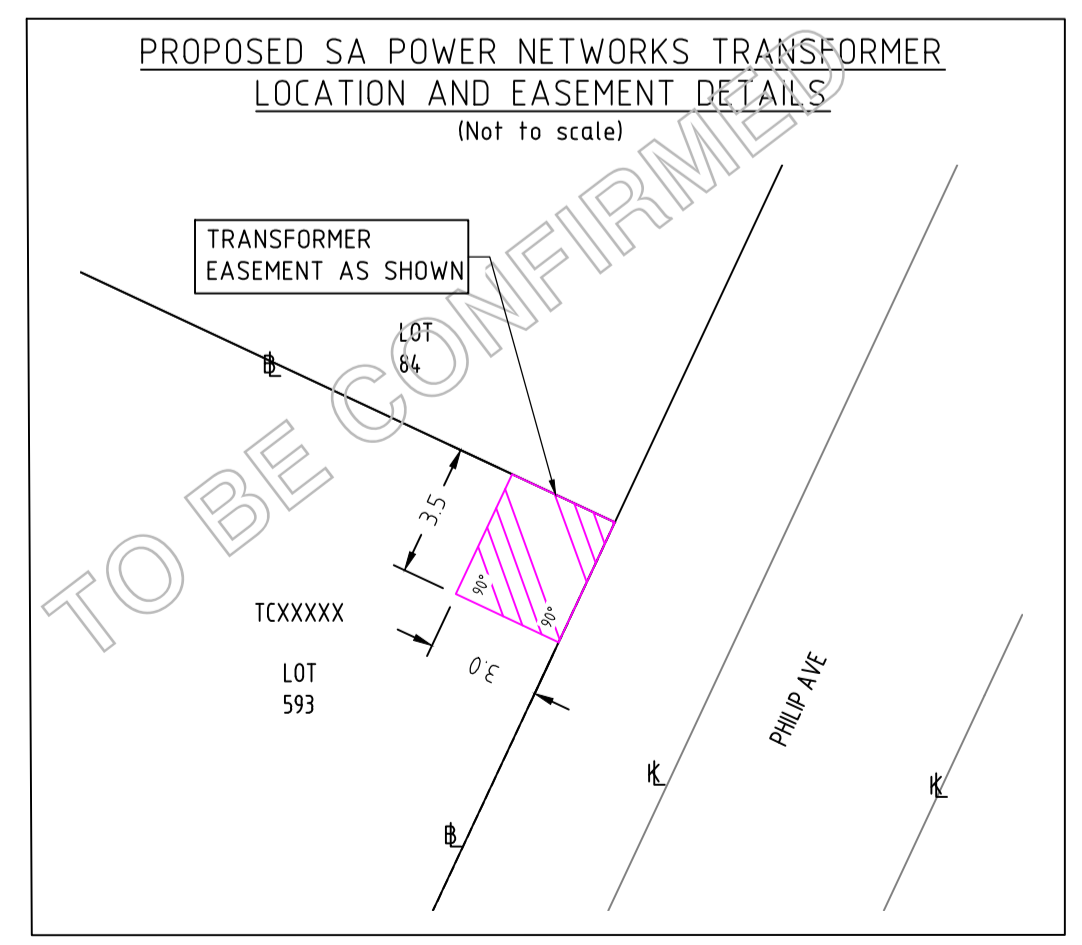 PROPOSED SA POWER NETWORKS TRANSFORMER
LOCATION AND EASEMENT DETAILS
(Not to scale)
TO BE CONFIRMED
TRANSFORMER
EASEMENT AS SHOWN
LOT
84
BL
3.5
90°
90°
TCXXXXX
3.0
LOT
593
PHILIP AVE
KL
KL
BL